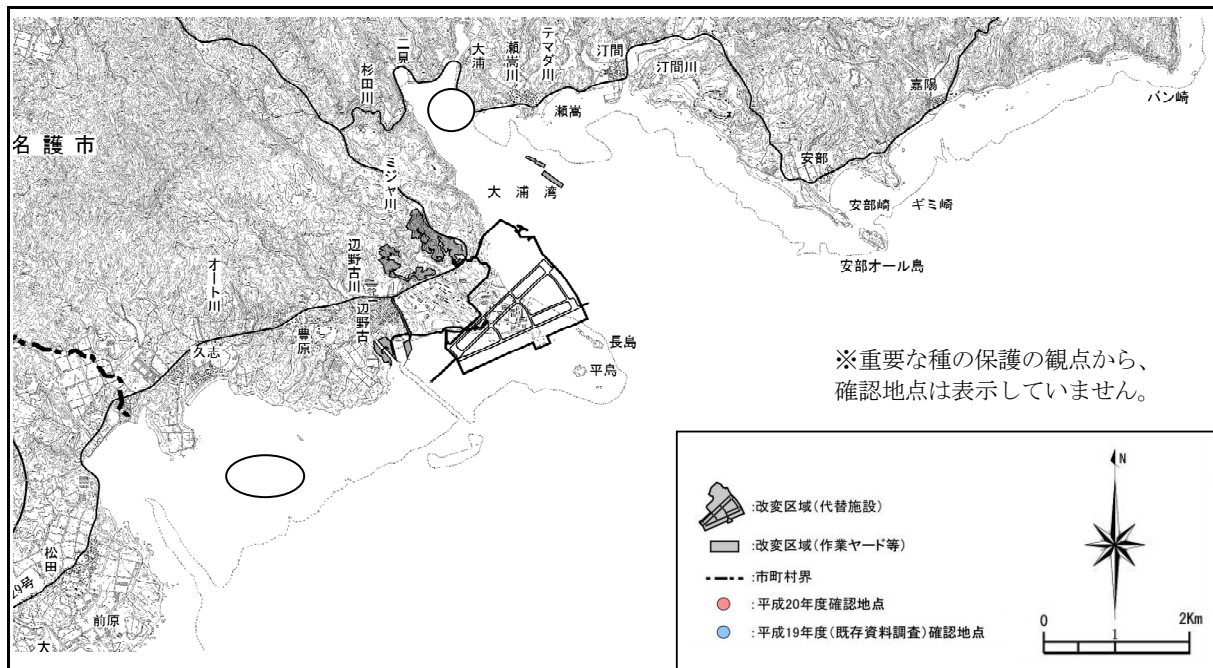 二見
大浦
瀬嵩川
テマダ川
汀間
汀間川
杉田川
瀬嵩
嘉陽
バン崎
名護市
安部
ミジャ川
大浦湾
安部崎
ギミ崎
安部オール島
辺野古川
オート川
辺野古
豊原
久志
長島
平島
※重要な種の保護の観点から、
確認地点は表示していません。
松田
29号
前原
大
:改変区域(代替施設)
:改変区域(作業ヤード等)
:市町村界
:平成20年度確認地点
:平成19年度(既存資料調査)確認地点
N
0 1 2Km